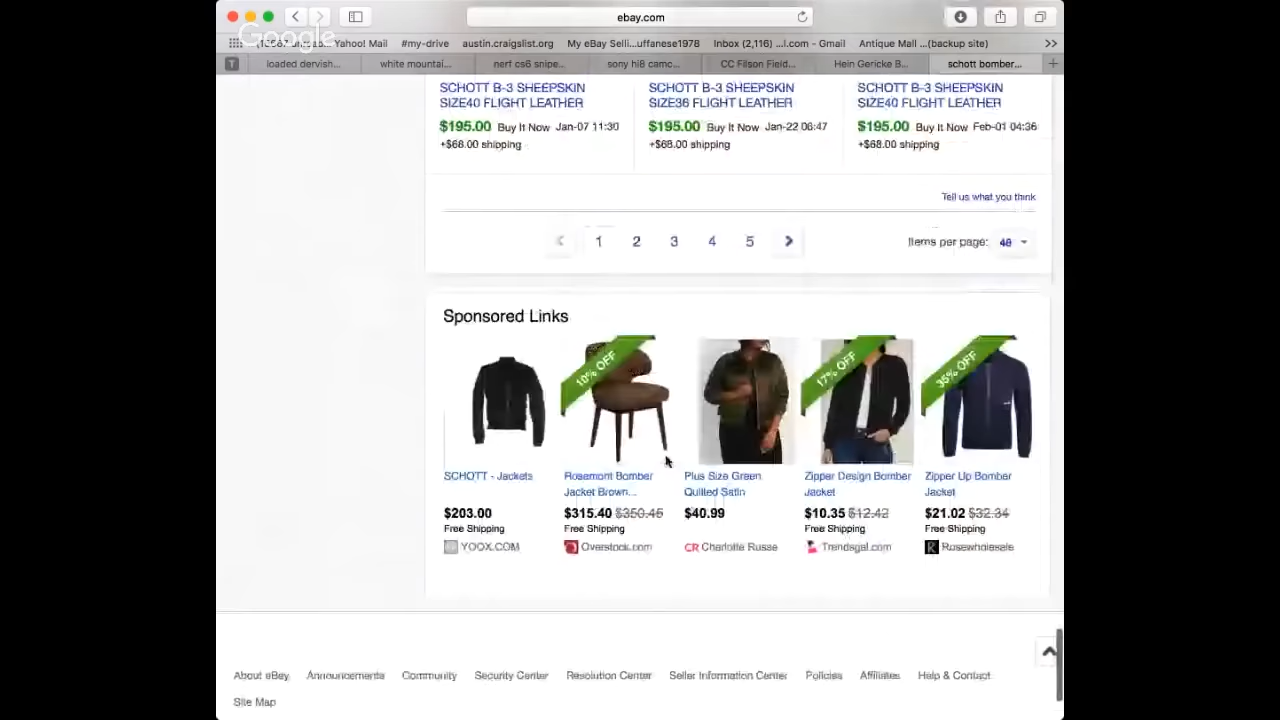 ebay.com
Google
Yahoo! Mail #my-drive austin.craigslist.org My eBay Selli...uffanese1978 Inbox (2,116) ...l.com - Gmail Antique Mall ...(backup site)
T loaded dervish... white mountai... nerf cs6 snipe... sony hi8 camc... CC Filson Field... Hein Gericke B... schott bomber...
SCHOTT B-3 SHEEPSKIN SCHOTT B-3 SHEEPSKIN SCHOTT B-3 SHEEPSKIN
SIZE40 FLIGHT LEATHER SIZE36 FLIGHT LEATHER SIZE40 FLIGHT LEATHER
$195.00 Buy It Now Jan-07 11:30 $195.00 Buy It Now Jan-22 06:47 $195.00 Buy It Now Feb-01 04:36
+$68.00 shipping +$68.00 shipping +$68.00 shipping
Tell us what you think
1 2 3 4 5 Items per page: 48
Sponsored Links
10% OFF 17% OFF 35% OFF
SCHOTT - Jackets Rosemont Bomber Plus Size Green Zipper Design Bomber Zipper Up Bomber
Jacket Brown... Quilted Satin Jacket Jacket
$203.00 $315.40 $350.45 $40.99 $10.35 $12.42 $21.02 $32.34
Free Shipping Free Shipping Free Shipping Free Shipping
YOOX.COM Overstock.com CR Charlotte Russe Trendsgal.com R Rosewholesale
About eBay Announcements Community Security Center Resolution Center Seller Information Center Policies Affiliates Help & Contact
Site Map